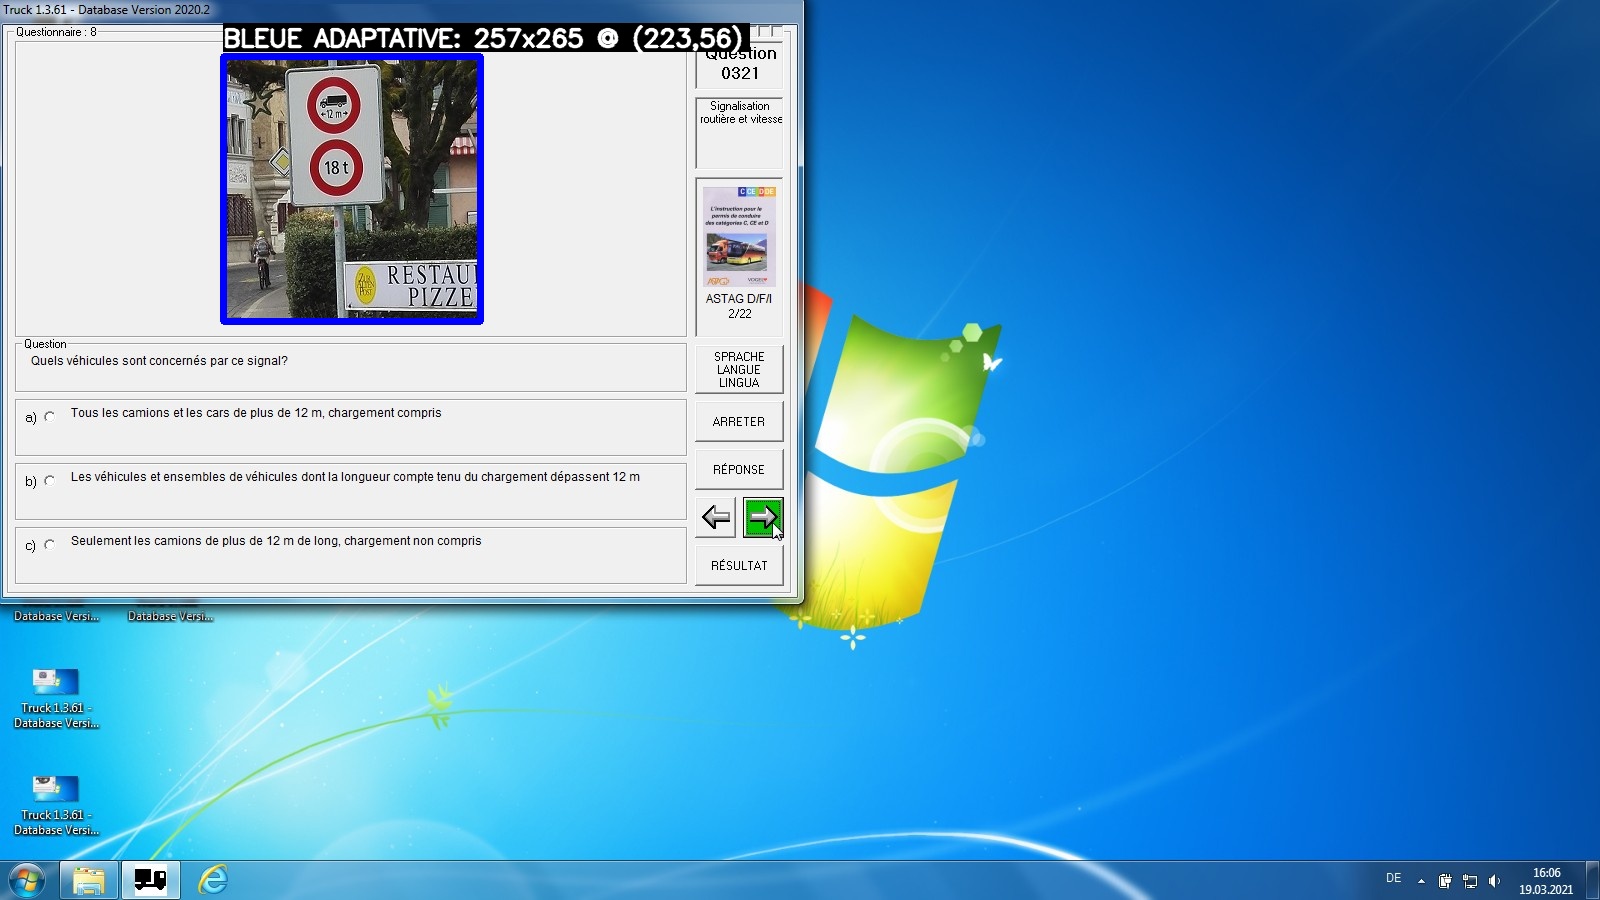 Truck 1.3.61 - Database Version 2020.2
Questionnaire : 8
BLEUE ADAPTATIVE: 257x265 @ (223,56)
12 m
18 t
ZUR ALTEN POST
RESTAU
PIZZE
Question
0321
Signalisation
routière et vitesse
C CE D DE
L'instruction pour le
permis de conduire
des catégories C, CE et D
ASTAG D/F/I
2/22
Question
Quels véhicules sont concernés par ce signal?
a) Tous les camions et les cars de plus de 12 m, chargement compris
b) Les véhicules et ensembles de véhicules dont la longueur compte tenu du chargement dépassent 12 m
c) Seulement les camions de plus de 12 m de long, chargement non compris
SPRACHE
LANGUE
LINGUA
ARRETER
RÉPONSE
RÉSULTAT
Database Versi...
Database Versi...
Truck 1.3.61 -
Database Versi...
Truck 1.3.61 -
Database Versi...
DE
16:06
19.03.2021